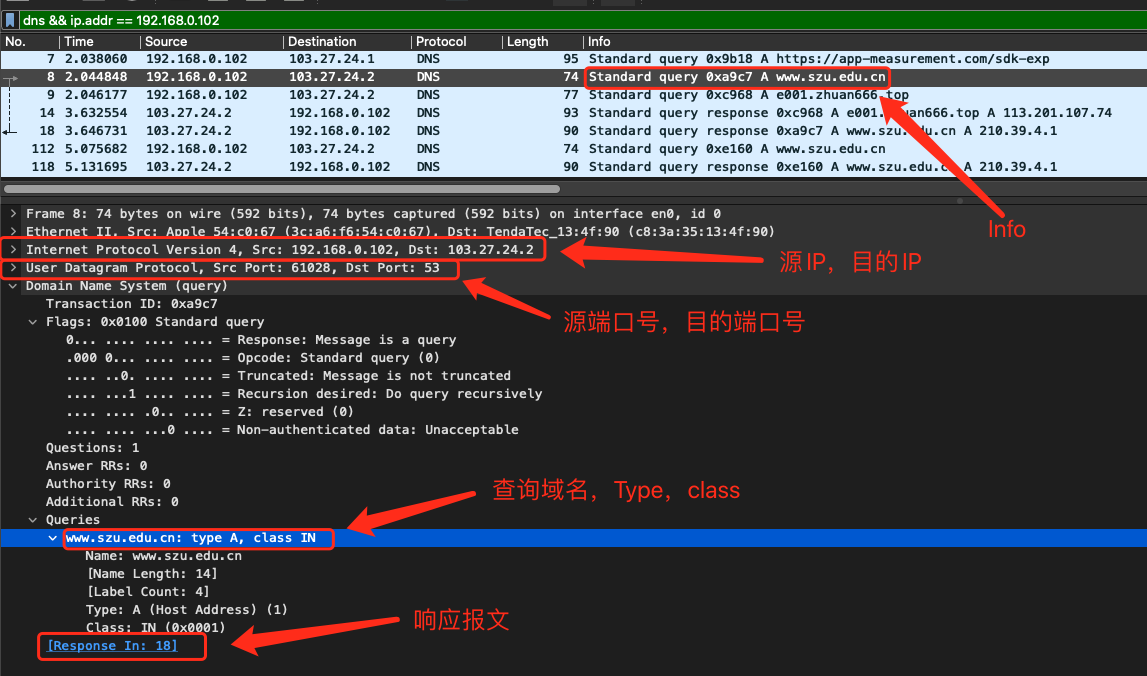 dns && ip.addr == 192.168.0.102
No. Time Source Destination Protocol Length Info
7 2.038060 192.168.0.102 103.27.24.1 DNS 95 Standard query 0x9b18 A https://app-measurement.com/sdk-exp
8 2.044848 192.168.0.102 103.27.24.2 DNS 74 Standard query 0xa9c7 A www.szu.edu.cn
9 2.046177 192.168.0.102 103.27.24.2 DNS 77 Standard query 0xc968 A e001.zhuan666.top
14 3.632554 103.27.24.2 192.168.0.102 DNS 93 Standard query response 0xc968 A e001.zhuan666.top A 113.201.107.74
18 3.646731 103.27.24.2 192.168.0.102 DNS 90 Standard query response 0xa9c7 A www.szu.edu.cn A 210.39.4.1
112 5.075682 192.168.0.102 103.27.24.2 DNS 74 Standard query 0xe160 A www.szu.edu.cn
118 5.131695 103.27.24.2 192.168.0.102 DNS 90 Standard query response 0xe160 A www.szu.edu.cn A 210.39.4.1
Frame 8: 74 bytes on wire (592 bits), 74 bytes captured (592 bits) on interface en0, id 0
Info
Ethernet II, Src: Apple_54:c0:67 (3c:a6:f6:54:c0:67), Dst: TendaTec_13:4f:90 (c8:3a:35:13:4f:90)
Internet Protocol Version 4, Src: 192.168.0.102, Dst: 103.27.24.2
源IP，目的IP
User Datagram Protocol, Src Port: 61028, Dst Port: 53
Domain Name System (query)
Transaction ID: 0xa9c7
源端口号，目的端口号
Flags: 0x0100 Standard query
0... .... .... .... = Response: Message is a query
.000 0... .... .... = Opcode: Standard query (0)
.... ..0. .... .... = Truncated: Message is not truncated
.... ...1 .... .... = Recursion desired: Do query recursively
.... .... .0.. .... = Z: reserved (0)
.... .... ...0 .... = Non-authenticated data: Unacceptable
Questions: 1
Answer RRs: 0
Authority RRs: 0
查询域名，Type，class
Additional RRs: 0
Queries
www.szu.edu.cn: type A, class IN
Name: www.szu.edu.cn
[Name Length: 14]
[Label Count: 4]
Type: A (Host Address) (1)
响应报文
Class: IN (0x0001)
[Response In: 18]